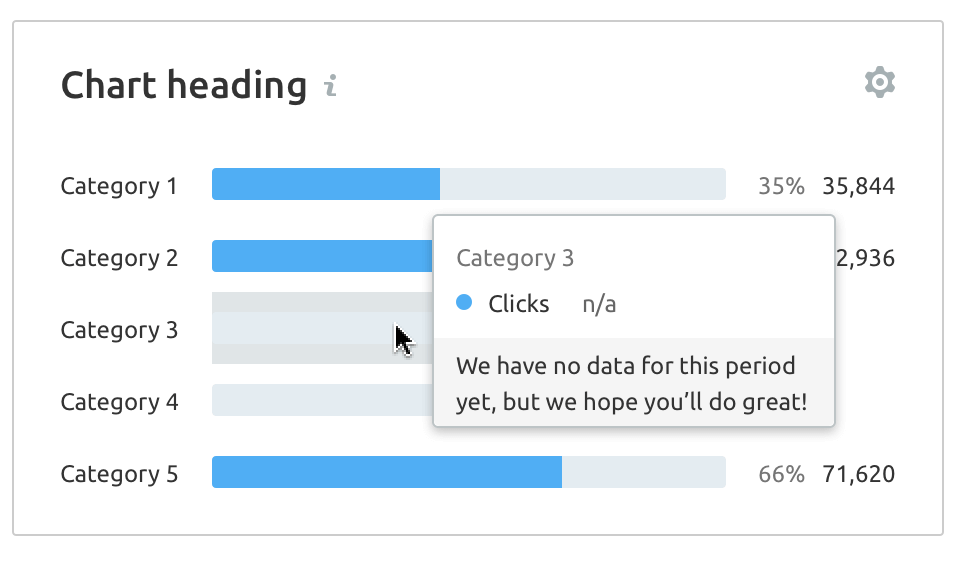 Chart heading i
Category 1 35% 35,844
Category 2 2,936
Category 3
Clicks n/a
Category 3
We have no data for this period
yet, but we hope you’ll do great!
Category 4
Category 5 66% 71,620